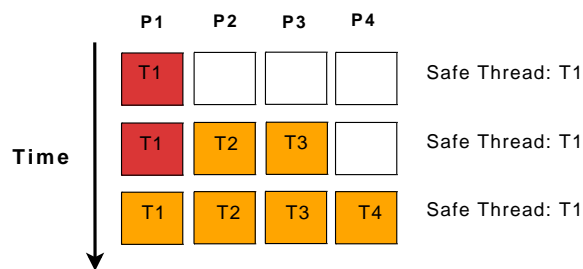 P1 P2 P3 P4
T1 Safe Thread: T1
T1 T2 T3 Safe Thread: T1
Time
T1 T2 T3 T4 Safe Thread: T1